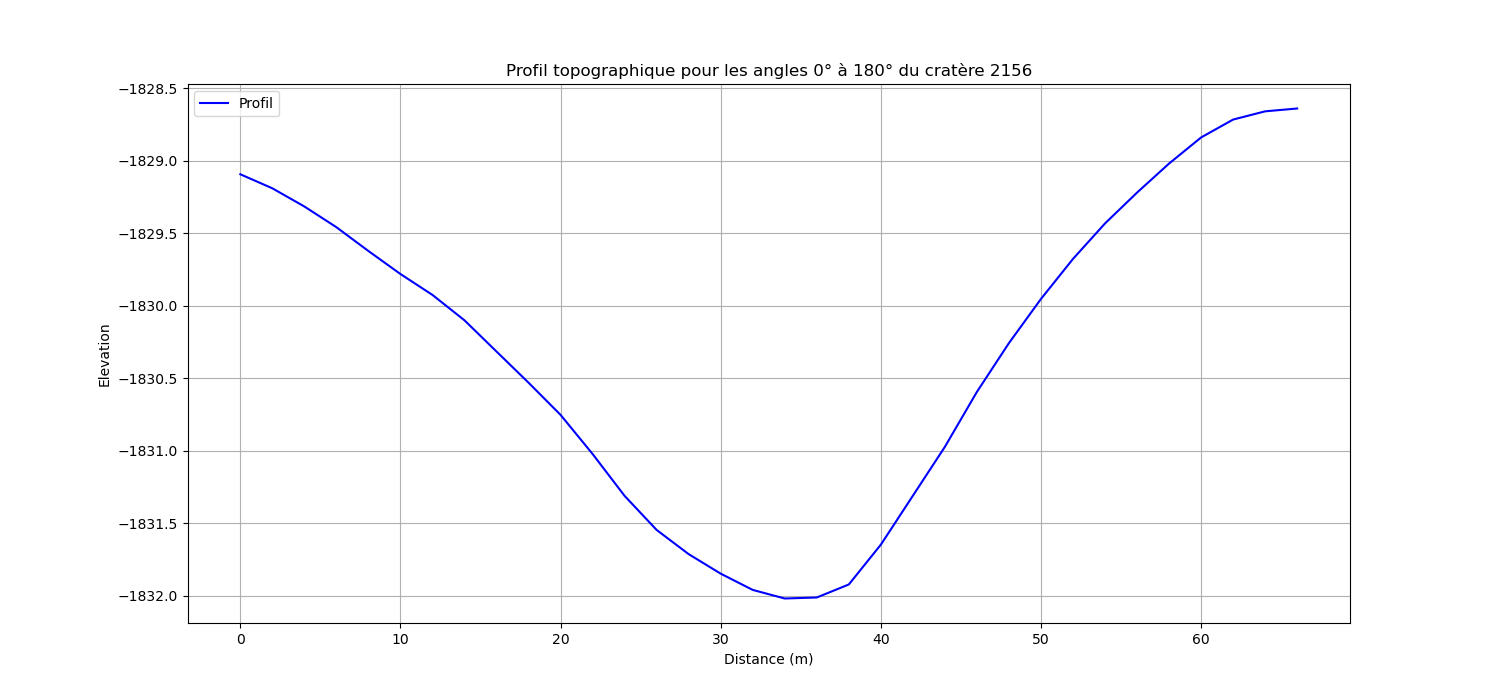 Profil topographique pour les angles 0° à 180° du cratère 2156
Profil
Elevation
−1828.5
−1829.0
−1829.5
−1830.0
−1830.5
−1831.0
−1831.5
−1832.0
0 10 20 30 40 50 60
Distance (m)